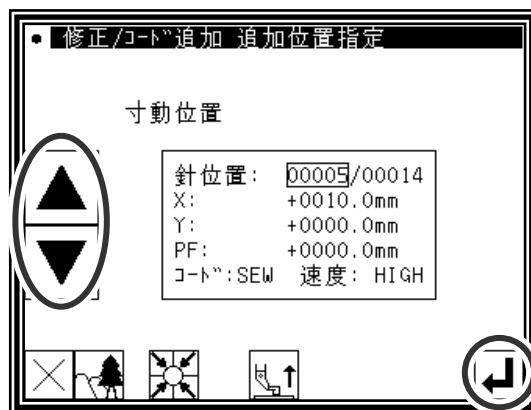 修正/ｺｰﾄﾞ追加 追加位置指定
寸動位置
針位置: 00005/00014
X: +0010.0mm
Y: +0000.0mm
PF: +0000.0mm
ｺｰﾄﾞ:SEW 速度: HIGH